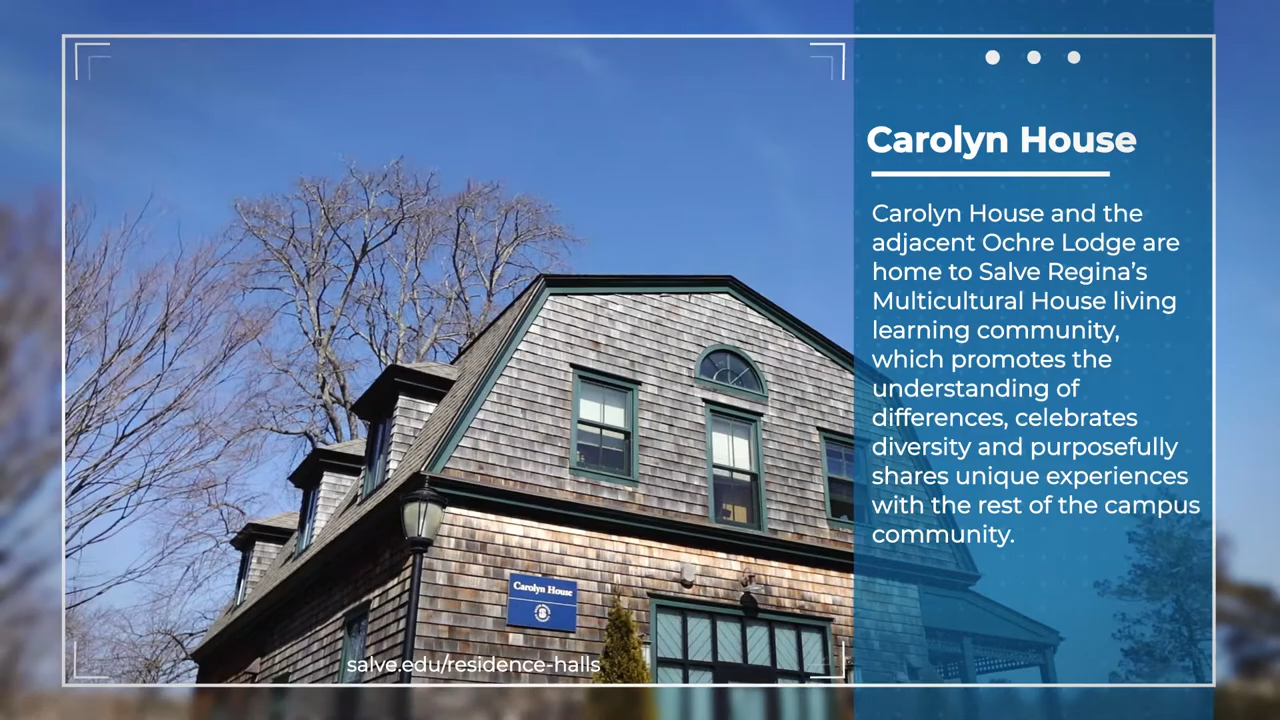 Carolyn House
Carolyn House and the
adjacent Ochre Lodge are
home to Salve Regina's
Multicultural House living
learning community,
which promotes the
understanding of
differences, celebrates
diversity and purposefully
shares unique experiences
with the rest of the campus
community.
Carolyn House
salve.edu/residence-halls